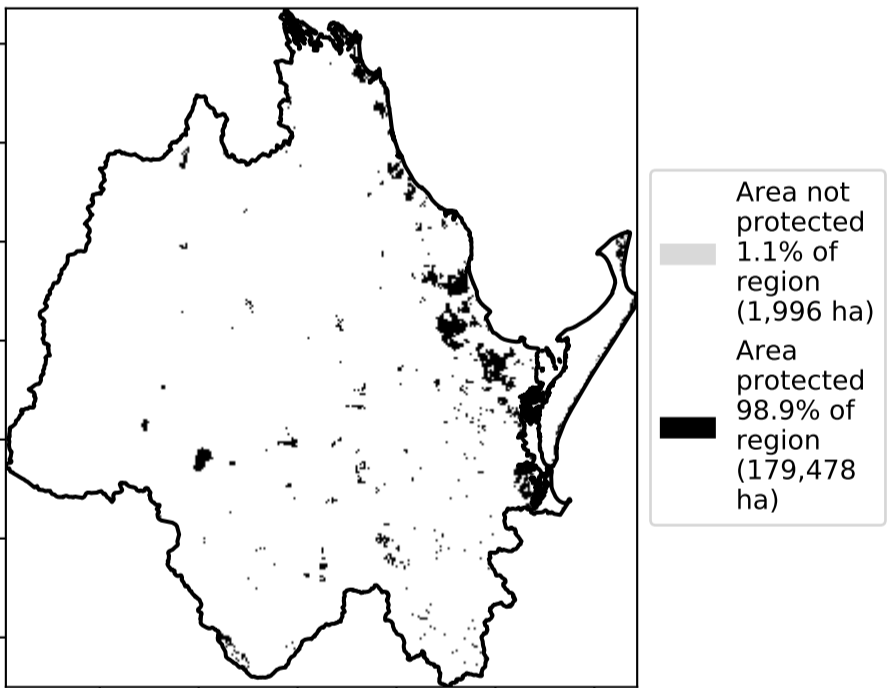 Area not
protected
1.1% of
region
(1,996 ha)
Area
protected
98.9% of
region
(179,478
ha)